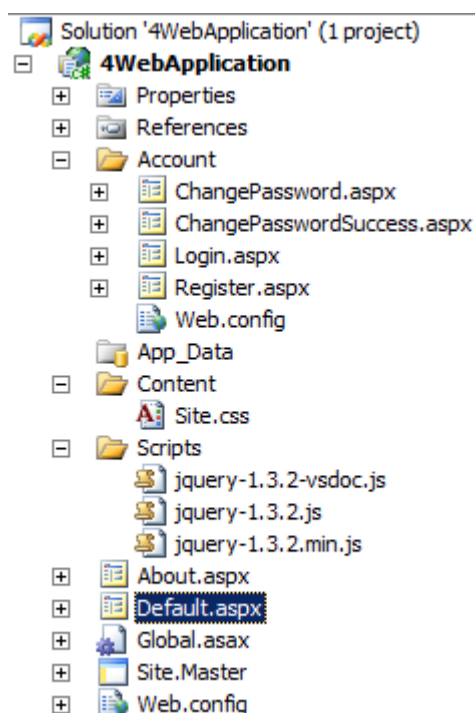 Solution '4WebApplication' (1 project)
4WebApplication
Properties
References
Account
ChangePassword.aspx
ChangePasswordSuccess.aspx
Login.aspx
Register.aspx
Web.config
App_Data
Content
Site.css
Scripts
jquery-1.3.2-vsdoc.js
jquery-1.3.2.js
jquery-1.3.2.min.js
About.aspx
Default.aspx
Global.asax
Site.Master
Web.config